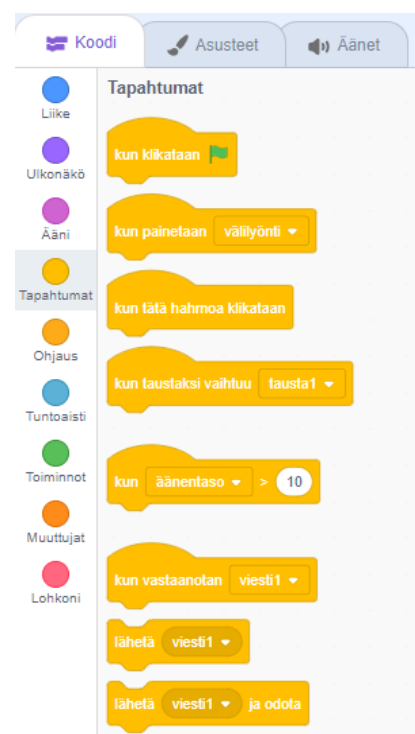 Koodi Asusteet Äänet
Tapahtumat
Liike
Ulkonäkö
Ääni
Tapahtumat
Ohjaus
Tuntoaisti
Toiminnot
Muuttujat
Lohkoni
kun klikataan
kun painetaan välilyönti
kun tätä hahmoa klikataan
kun taustaksi vaihtuu tausta1
kun äänentaso > 10
kun vastaanotan viesti1
lähetä viesti1
lähetä viesti1 ja odota